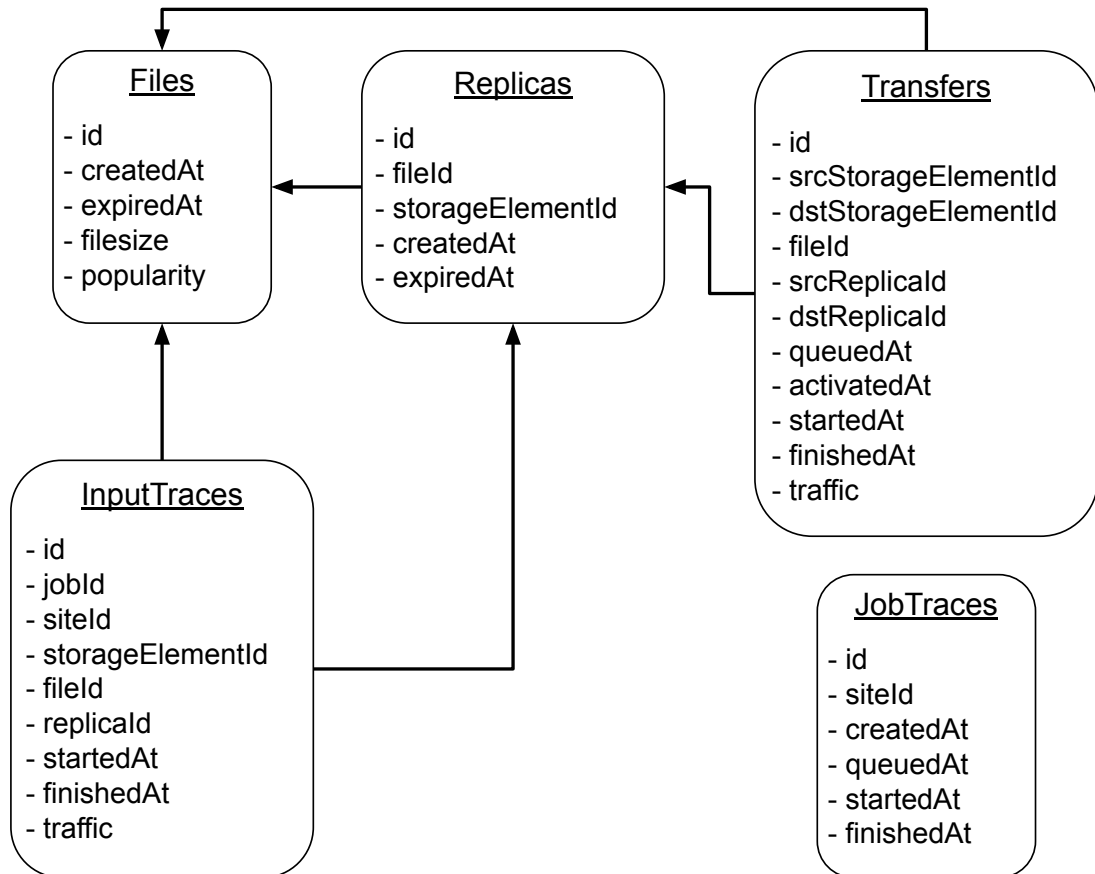 Files
- id
- createdAt
- expiredAt
- filesize
- popularity
Replicas
- id
- fileId
- storageElementId
- createdAt
- expiredAt
Transfers
- id
- srcStorageElementId
- dstStorageElementId
- fileId
- srcReplicaId
- dstReplicaId
- queuedAt
- activatedAt
- startedAt
- finishedAt
- traffic
InputTraces
- id
- jobId
- siteId
- storageElementId
- fileId
- replicaId
- startedAt
- finishedAt
- traffic
JobTraces
- id
- siteId
- createdAt
- queuedAt
- startedAt
- finishedAt